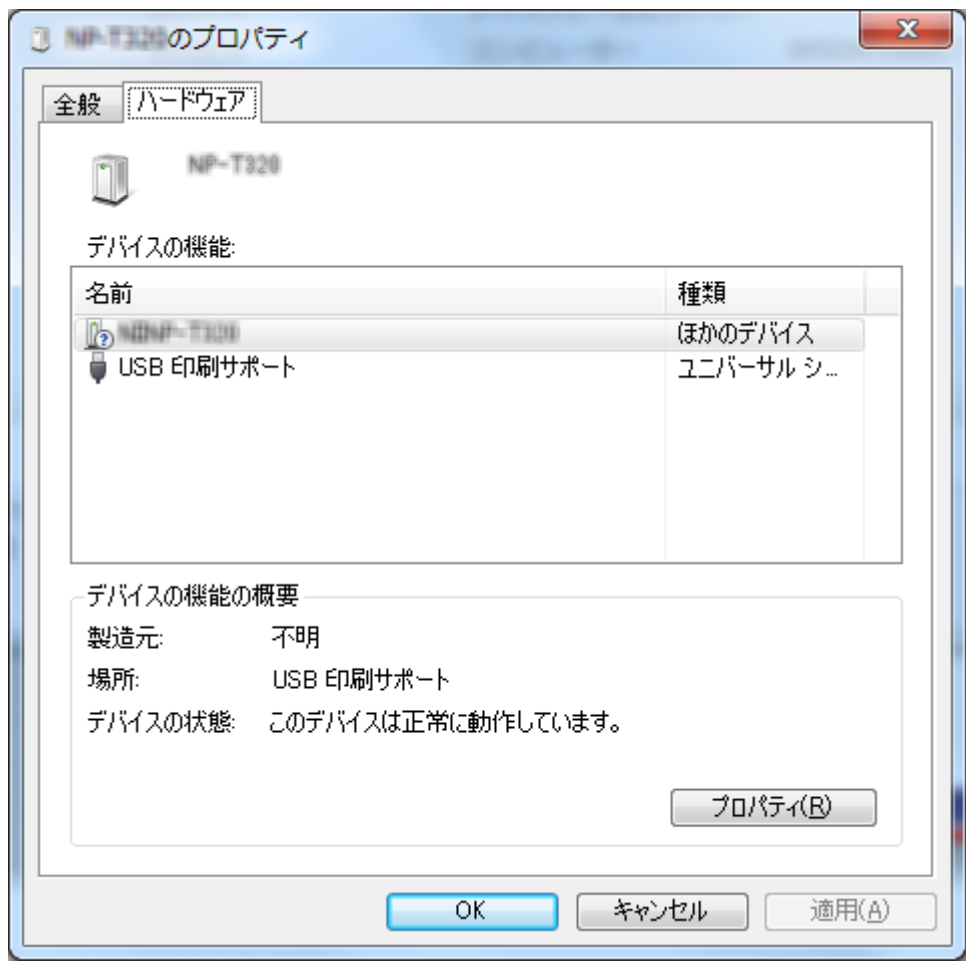 のプロパティ
全般 ハードウェア
NP-T320
デバイスの機能:
名前 種類
ほかのデバイス
USB 印刷サポート ユニバーサル シ...
デバイスの機能の概要
製造元: 不明
場所: USB 印刷サポート
デバイスの状態: このデバイスは正常に動作しています。
プロパティ(R)
OK キャンセル 適用(A)